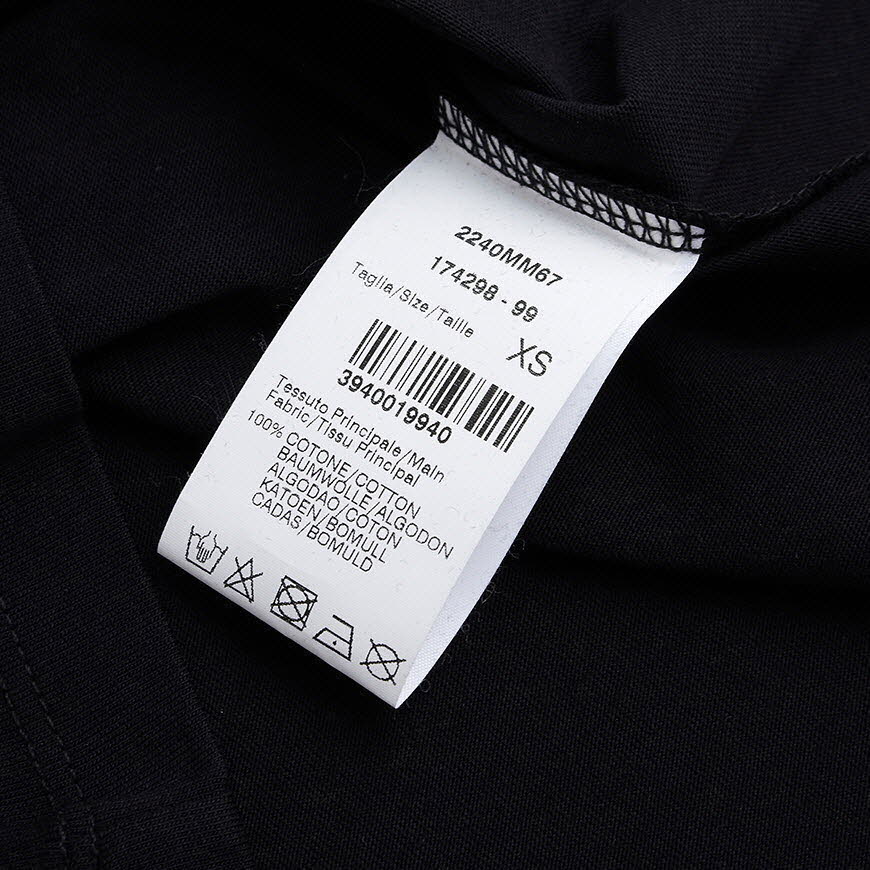 2240MM67
174298 - 99
Taglia/Size/Taille
XS
3940019940
Tessuto Principale/Main
Fabric/Tissu Principal
100% COTONE/COTTON
BAUMWOLLE/ALGODON
ALGODAO/COTON
KATOEN/BOMULL
CADAS/BOMULD